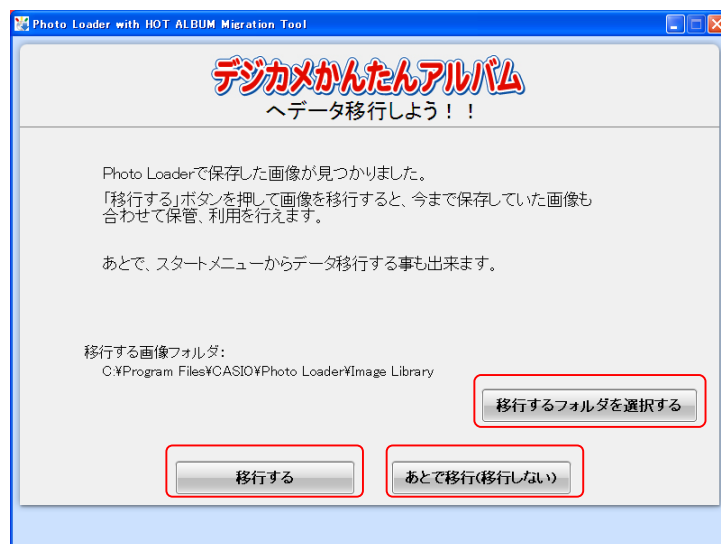 Photo Loader with HOT ALBUM Migration Tool
デジカメかんたんアルバム
へデータ移行しよう！！
Photo Loaderで保存した画像が見つかりました。
「移行する」ボタンを押して画像を移行すると、今まで保存していた画像も
合わせて保管、利用を行えます。
あとで、スタートメニューからデータ移行する事も出来ます。
移行する画像フォルダ：
C:¥Program Files¥CASIO¥Photo Loader¥Image Library
移行するフォルダを選択する
移行する
あとで移行(移行しない)